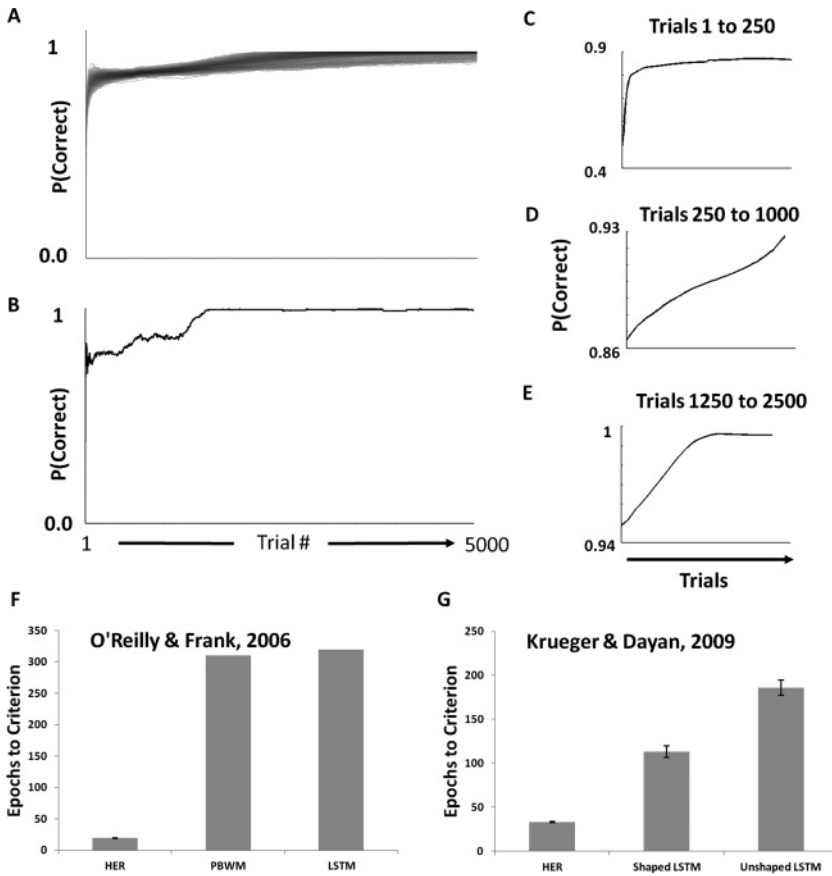 A
1
P(Correct)
0.0
B
1
P(Correct)
0.0
1 Trial # 5000
C
Trials 1 to 250
0.9
0.4
D
Trials 250 to 1000
0.93
P(Correct)
0.86
E
Trials 1250 to 2500
1
0.94
Trials
F
O'Reilly & Frank, 2006
Epochs to Criterion
350
300
250
200
150
100
50
0
HER PBWM LSTM
G
Krueger & Dayan, 2009
Epochs to Criterion
250
200
150
100
50
0
HER Shaped LSTM Unshaped LSTM